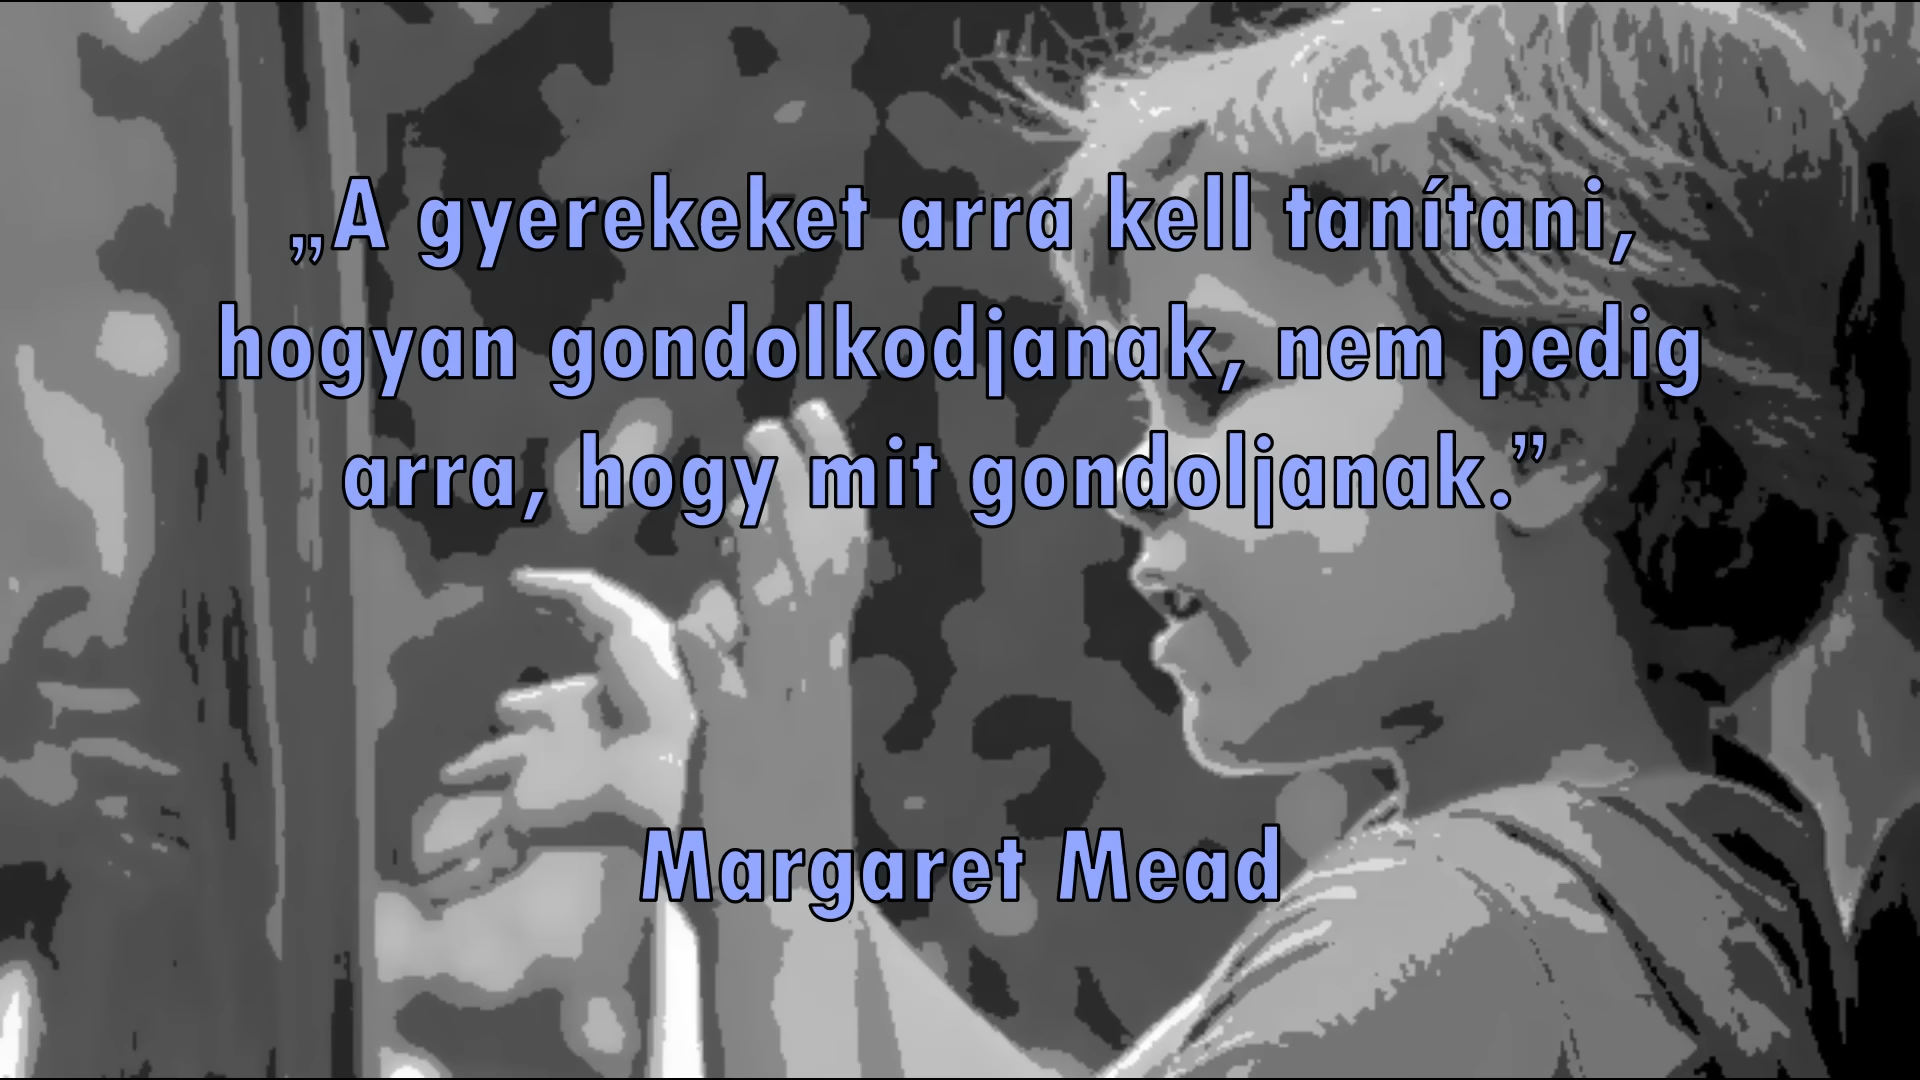 „A gyerekeket arra kell tanítani,
hogyan gondolkodjanak, nem pedig
arra, hogy mit gondoljanak.”
Margaret Mead